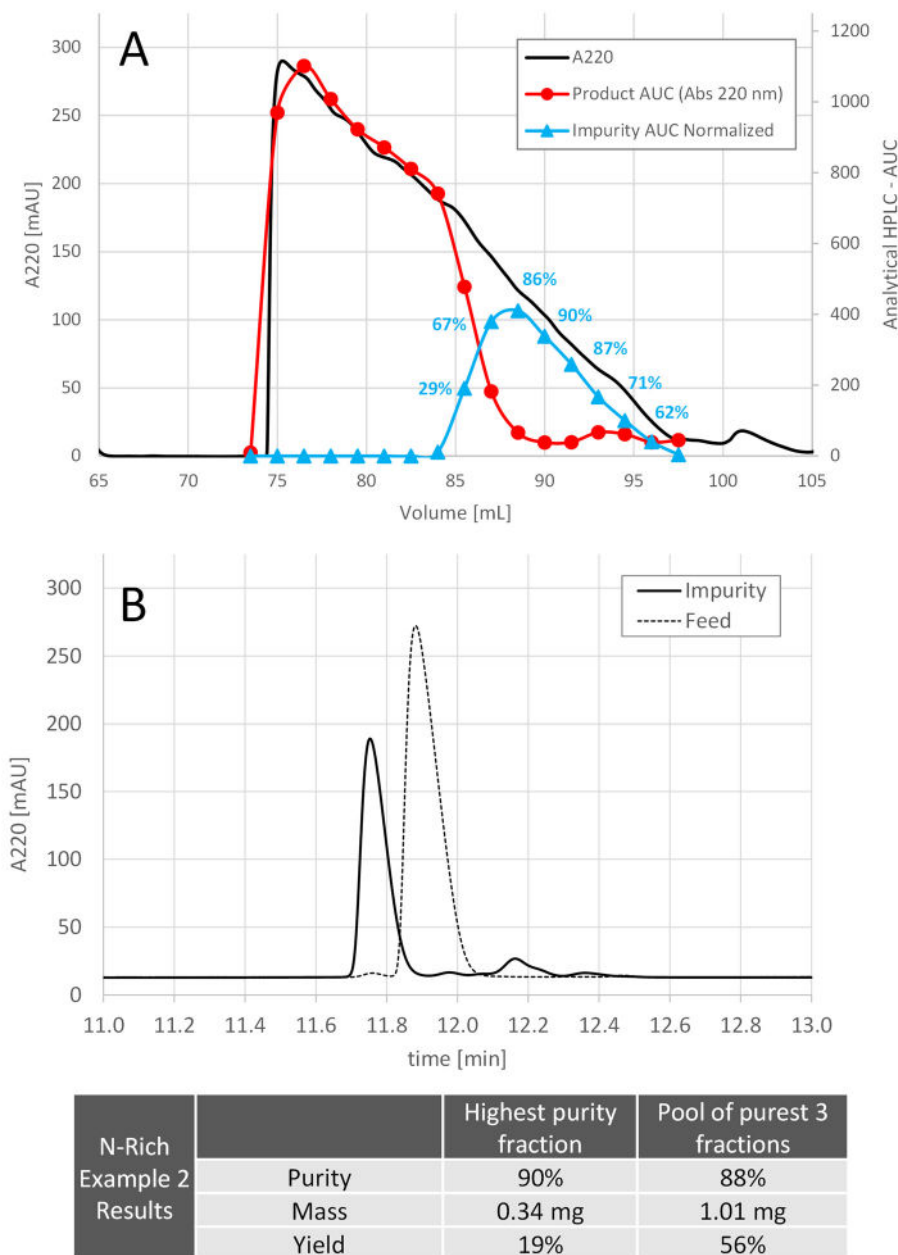 A
300
250
200
150
100
50
0
A220 [mAU]
1200
1000
800
600
400
200
0
Analytical HPLC - AUC
A220
Product AUC (Abs 220 nm)
Impurity AUC Normalized
29%
67%
86%
90%
87%
71%
62%
65 70 75 80 85 90 95 100 105
Volume [mL]
B
300
250
200
150
100
50
0
A220 [mAU]
Impurity
Feed
11.0 11.2 11.4 11.6 11.8 12.0 12.2 12.4 12.6 12.8 13.0
time [min]
N-Rich
Example 2
Results
Highest purity
fraction
Pool of purest 3
fractions
Purity 90% 88%
Mass 0.34 mg 1.01 mg
Yield 19% 56%